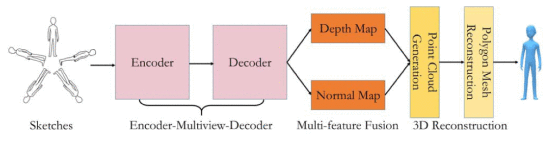 Encoder
Decoder
Depth Map
Normal Map
Point Cloud
Generation
Polygon Mesh
Reconstruction
Sketches
Encoder-Multiview-Decoder
Multi-feature Fusion
3D Reconstruction